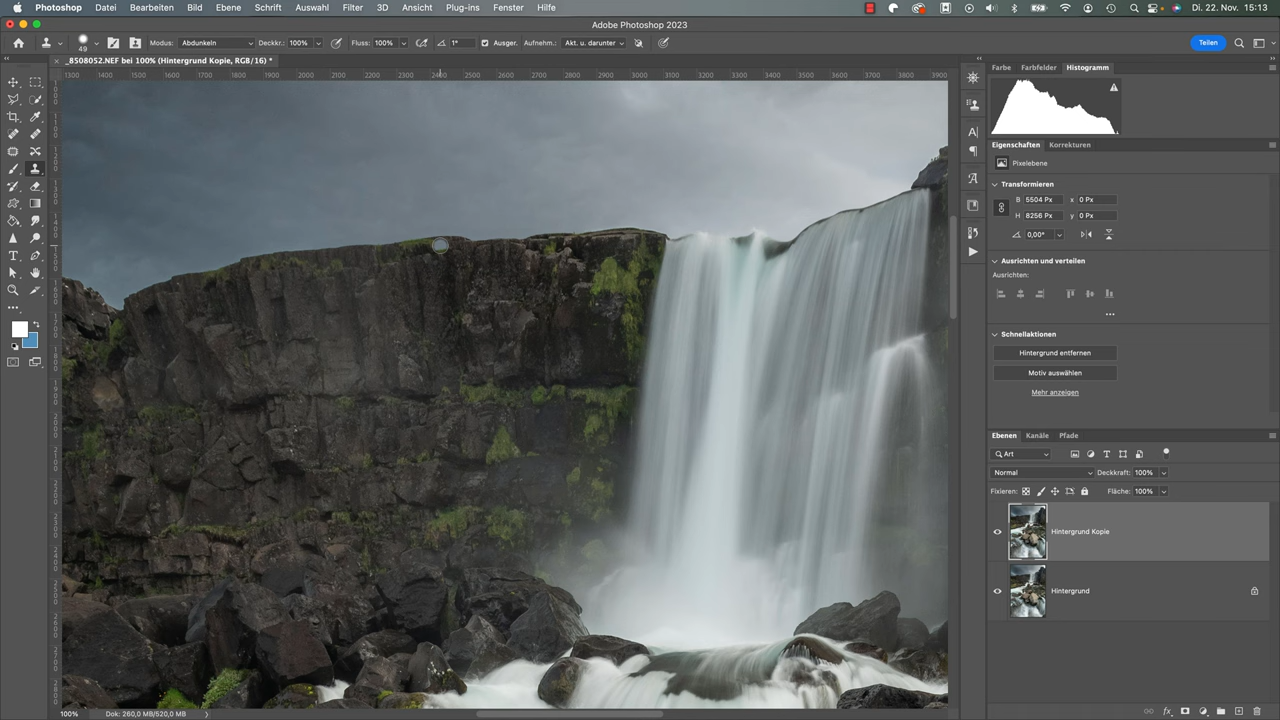 Photoshop Datei Bearbeiten Bild Ebene Schrift Auswahl Filter 3D Ansicht Plug-ins Fenster Hilfe Di. 22. Nov. 15:13
Adobe Photoshop 2023
49 Modus: Abdunkeln Deckkr.: 100% Fluss: 100% 1° Ausger. Aufnehm.: Akt. u. darunter Teilen
_8508052.NEF bei 100% (Hintergrund Kopie, RGB/16) *
1300 1400 1500 1600 1700 1800 1900 2000 2100 2200 2300 2400 2500 2600 2700 2800 2900 3000 3100 3200 3300 3400 3500 3600 3700 3800 3900
Farbe Farbfelder Histogramm
Eigenschaften Korrekturen
Pixelebene
Transformieren
B 5504 Px x 0 Px
H 8256 Px y 0 Px
0,00°
Ausrichten und verteilen
Ausrichten:
Schnellaktionen
Hintergrund entfernen
Motiv auswählen
Mehr anzeigen
Ebenen Kanäle Pfade
Art
Normal Deckkraft: 100%
Fixieren: Fläche: 100%
Hintergrund Kopie
Hintergrund
100% Dok: 260,0 MB/520,0 MB